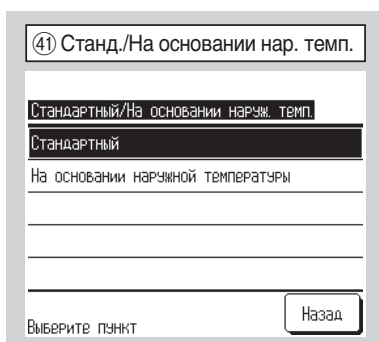 41 Станд./На основании нар. темп.
Стандартный/На основании наруж. темп.
Стандартный
На основании наружной температуры
Выберите пункт
Назад